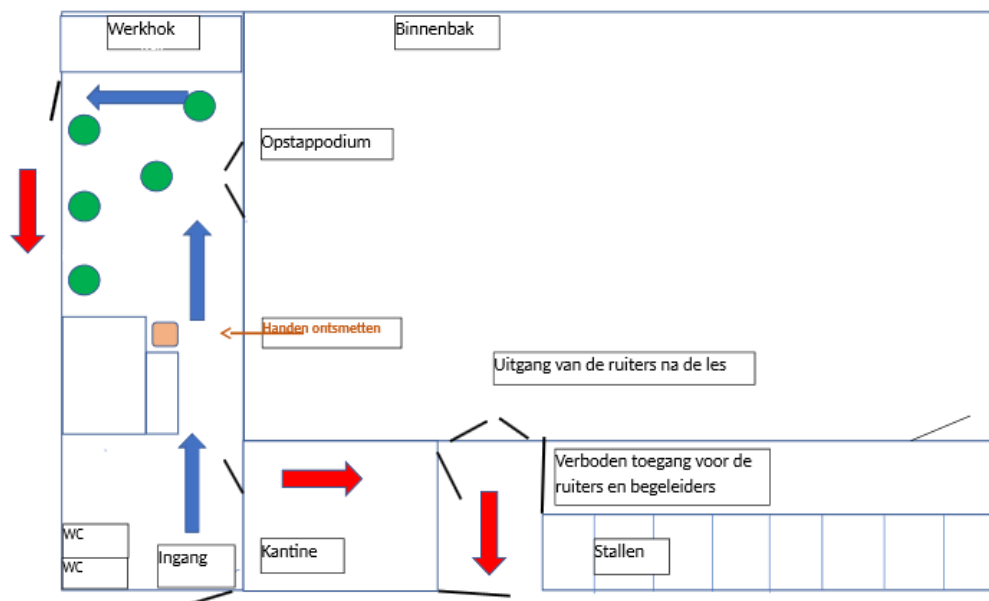 Werkhok
Binnenbak
Opstappodium
Handen ontsmetten
Uitgang van de ruiters na de les
Verboden toegang voor de
ruiters en begeleiders
WC
WC
Ingang
Kantine
Stallen